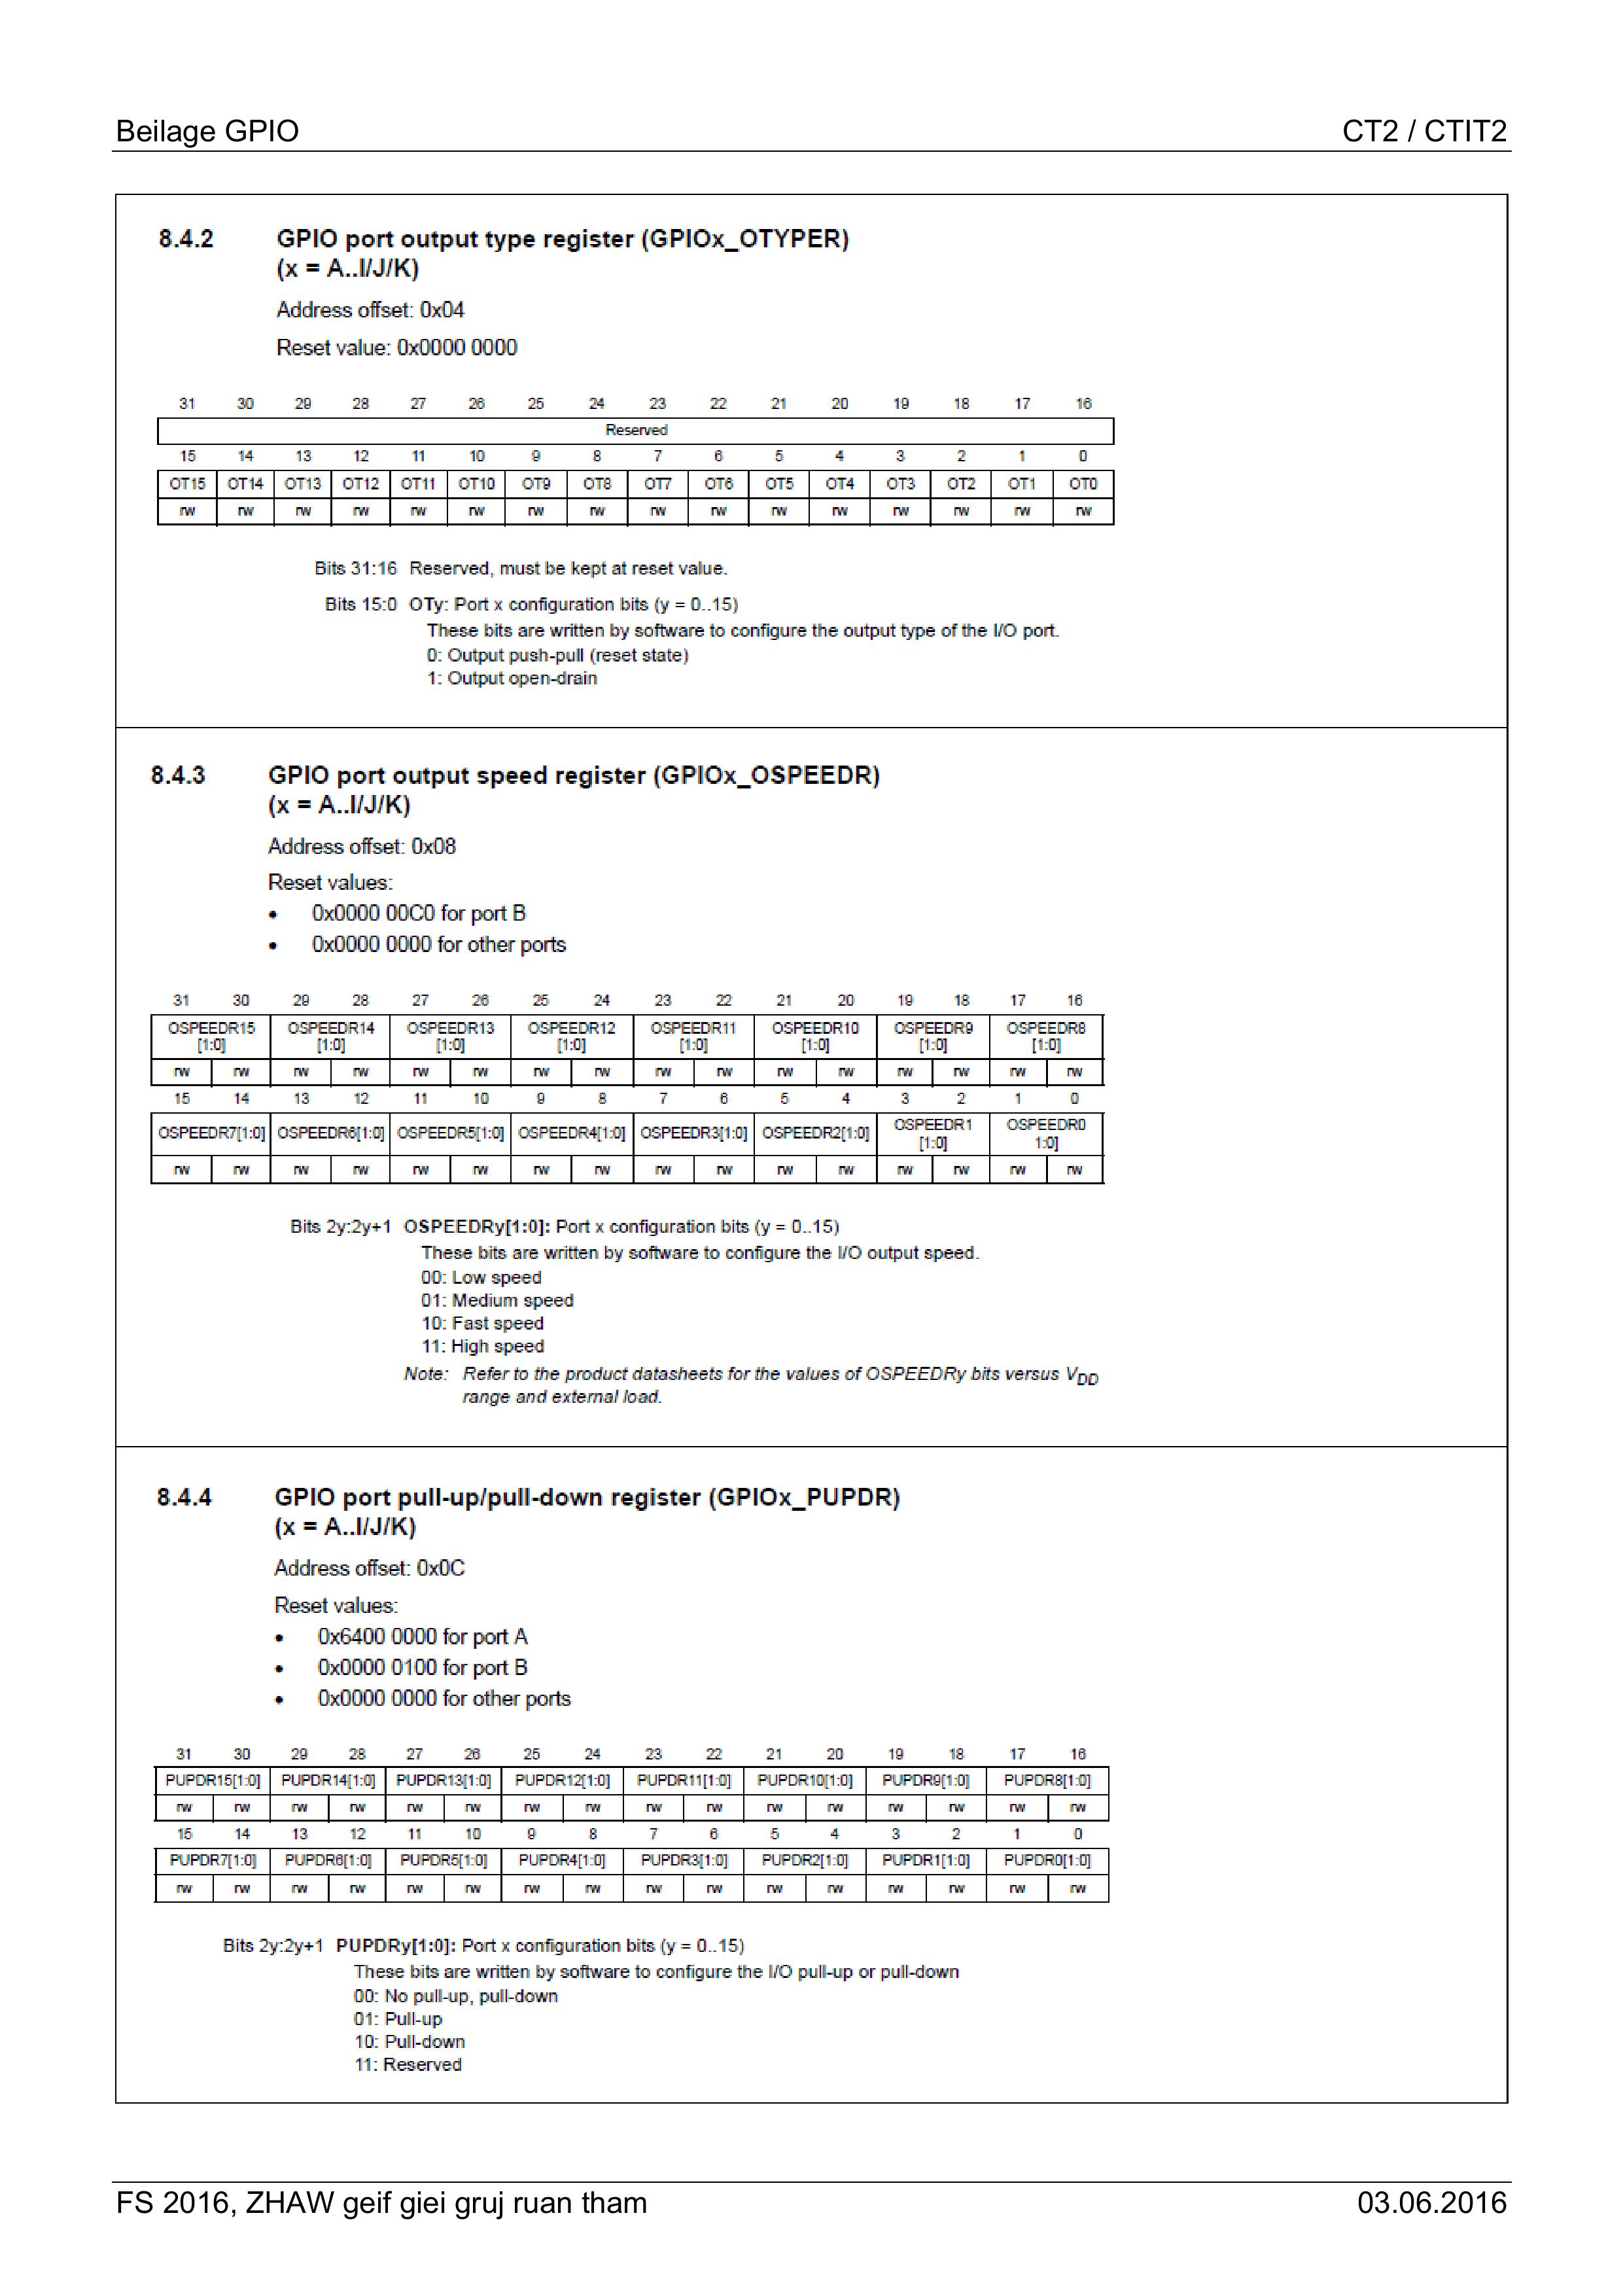 Beilage GPIO CT2 / CTIT2
8.4.2 GPIO port output type register (GPIOx_OTYPER)
(x = A..I/J/K)
Address offset: 0x04
Reset value: 0x0000 0000
31 30 29 28 27 26 25 24 23 22 21 20 19 18 17 16
Reserved
15 14 13 12 11 10 9 8 7 6 5 4 3 2 1 0
OT15 OT14 OT13 OT12 OT11 OT10 OT9 OT8 OT7 OT6 OT5 OT4 OT3 OT2 OT1 OT0
rw rw rw rw rw rw rw rw rw rw rw rw rw rw rw rw
Bits 31:16 Reserved, must be kept at reset value.
Bits 15:0 OTy: Port x configuration bits (y = 0..15)
These bits are written by software to configure the output type of the I/O port.
0: Output push-pull (reset state)
1: Output open-drain
8.4.3 GPIO port output speed register (GPIOx_OSPEEDR)
(x = A..I/J/K)
Address offset: 0x08
Reset values:
• 0x0000 00C0 for port B
• 0x0000 0000 for other ports
31 30 29 28 27 26 25 24 23 22 21 20 19 18 17 16
OSPEEDR15 OSPEEDR14 OSPEEDR13 OSPEEDR12 OSPEEDR11 OSPEEDR10 OSPEEDR9 OSPEEDR8
[1:0] [1:0] [1:0] [1:0] [1:0] [1:0] [1:0] [1:0]
rw rw rw rw rw rw rw rw rw rw rw rw rw rw rw rw
15 14 13 12 11 10 9 8 7 6 5 4 3 2 1 0
OSPEEDR7[1:0] OSPEEDR6[1:0] OSPEEDR5[1:0] OSPEEDR4[1:0] OSPEEDR3[1:0] OSPEEDR2[1:0] OSPEEDR1 OSPEEDR0
[1:0] 1:0]
rw rw rw rw rw rw rw rw rw rw rw rw rw rw rw rw
Bits 2y:2y+1 OSPEEDRy[1:0]: Port x configuration bits (y = 0..15)
These bits are written by software to configure the I/O output speed.
00: Low speed
01: Medium speed
10: Fast speed
11: High speed
Note: Refer to the product datasheets for the values of OSPEEDRy bits versus VDD
range and external load.
8.4.4 GPIO port pull-up/pull-down register (GPIOx_PUPDR)
(x = A..I/J/K)
Address offset: 0x0C
Reset values:
• 0x6400 0000 for port A
• 0x0000 0100 for port B
• 0x0000 0000 for other ports
31 30 29 28 27 26 25 24 23 22 21 20 19 18 17 16
PUPDR15[1:0] PUPDR14[1:0] PUPDR13[1:0] PUPDR12[1:0] PUPDR11[1:0] PUPDR10[1:0] PUPDR9[1:0] PUPDR8[1:0]
rw rw rw rw rw rw rw rw rw rw rw rw rw rw rw rw
15 14 13 12 11 10 9 8 7 6 5 4 3 2 1 0
PUPDR7[1:0] PUPDR6[1:0] PUPDR5[1:0] PUPDR4[1:0] PUPDR3[1:0] PUPDR2[1:0] PUPDR1[1:0] PUPDR0[1:0]
rw rw rw rw rw rw rw rw rw rw rw rw rw rw rw rw
Bits 2y:2y+1 PUPDRy[1:0]: Port x configuration bits (y = 0..15)
These bits are written by software to configure the I/O pull-up or pull-down
00: No pull-up, pull-down
01: Pull-up
10: Pull-down
11: Reserved
FS 2016, ZHAW geif giei gruj ruan tham 03.06.2016